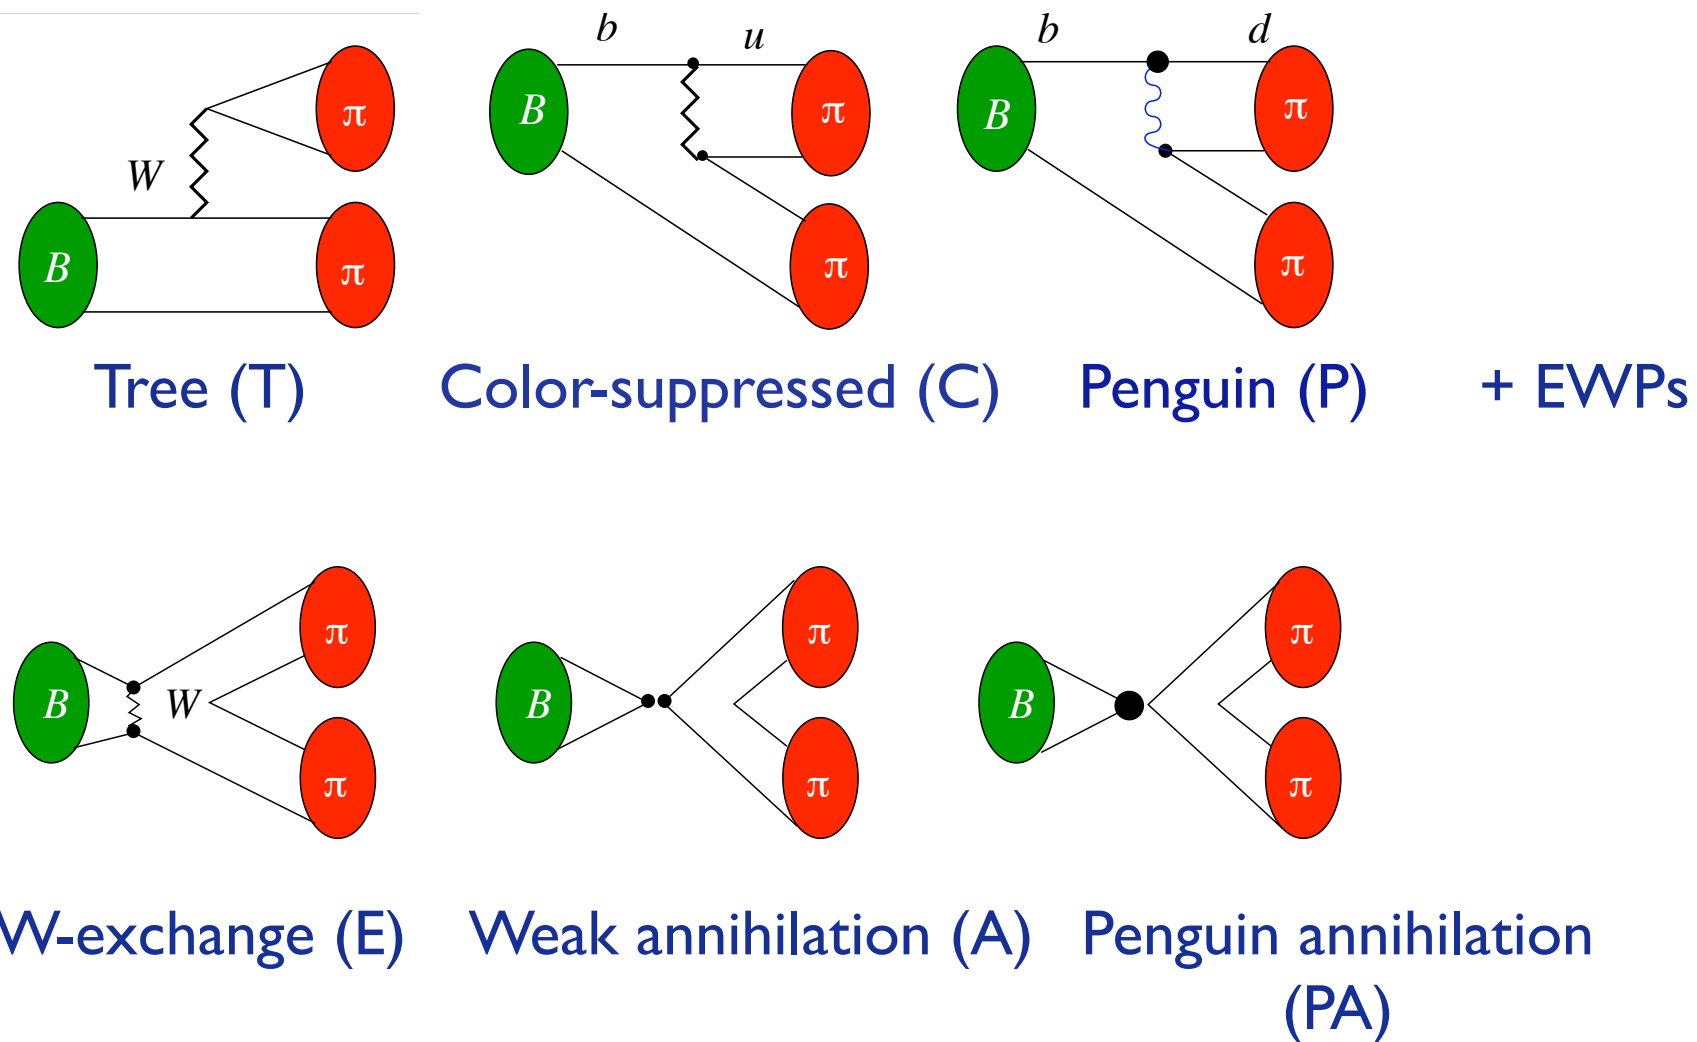 b u b d
π π π
B B
W
B π π π
Tree (T) Color-suppressed (C) Penguin (P) + EWPs
π π π
B W B B
π π π
W-exchange (E) Weak annihilation (A) Penguin annihilation
(PA)